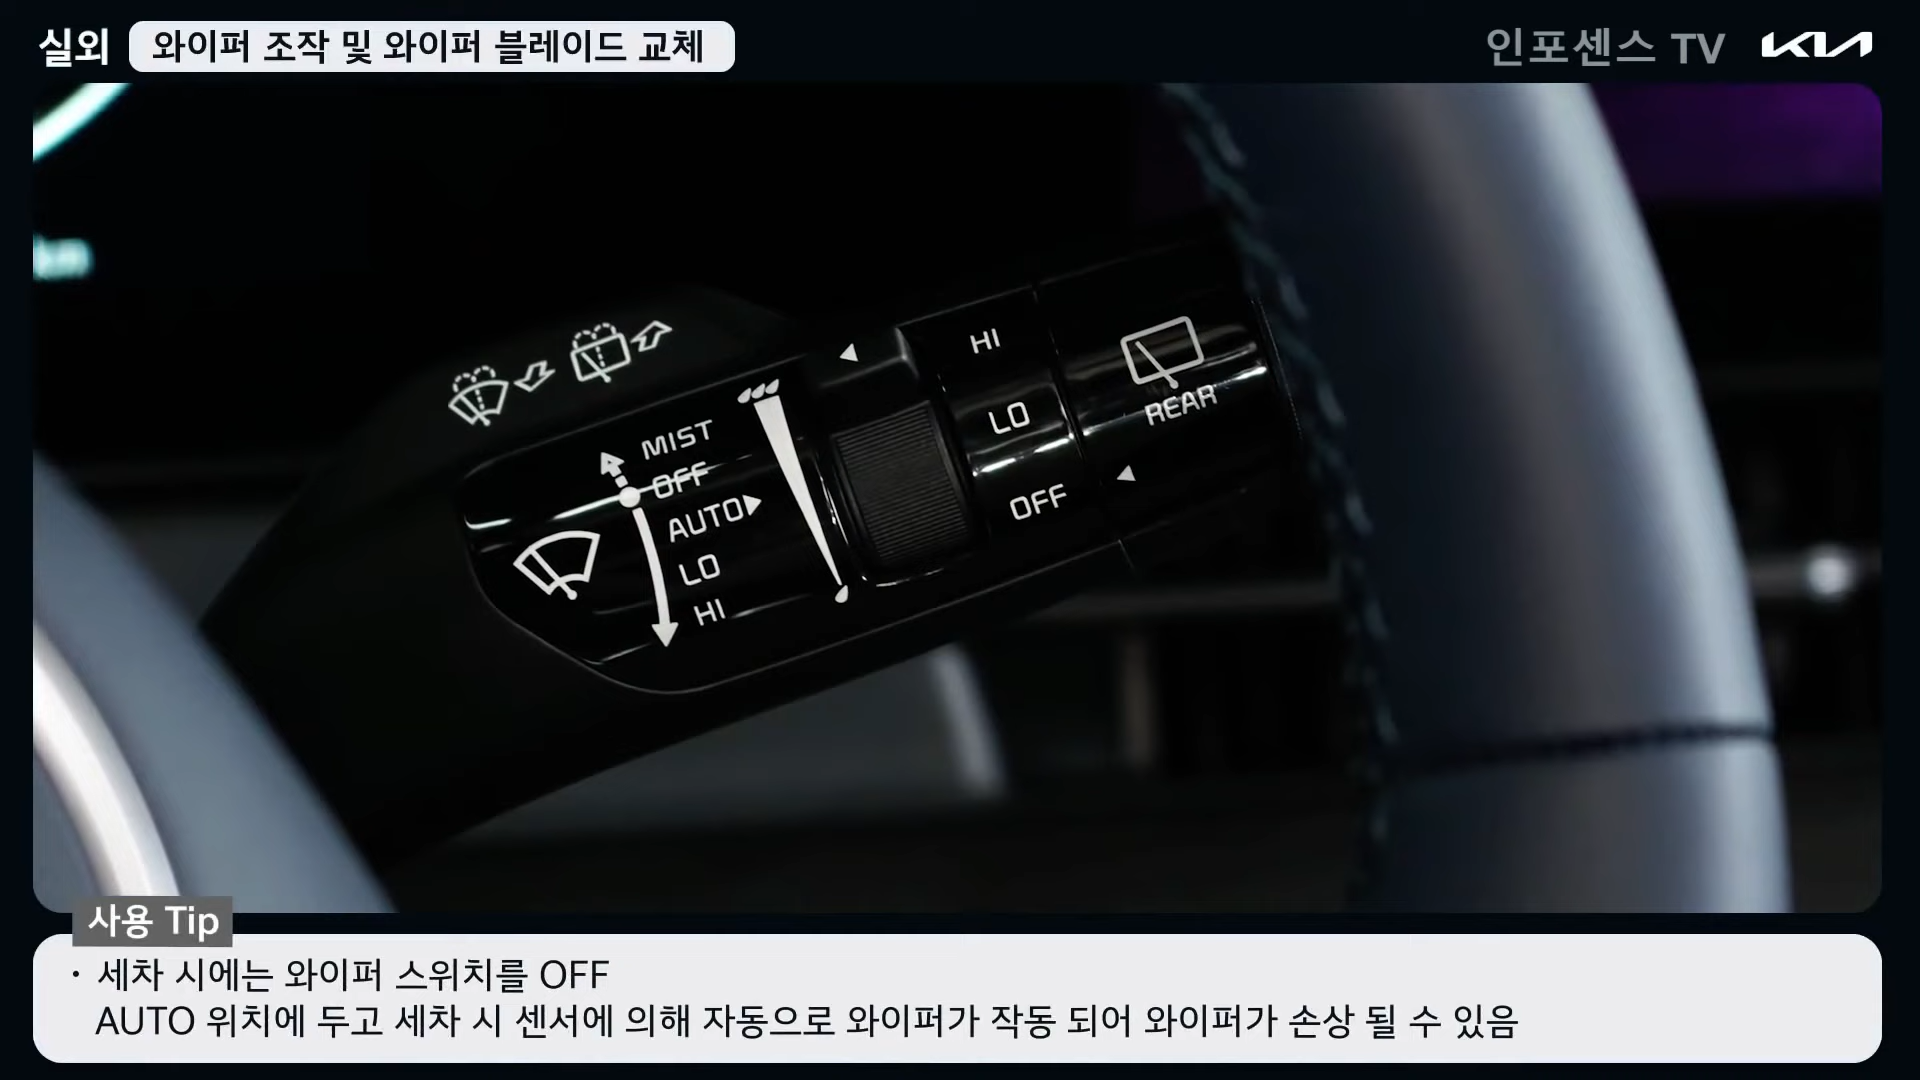 실외
와이퍼 조작 및 와이퍼 블레이드 교체
인포센스 TV
KIA
km
HI
LO
OFF
REAR
MIST
OFF
AUTO
LO
HI
사용 Tip
· 세차 시에는 와이퍼 스위치를 OFF
AUTO 위치에 두고 세차 시 센서에 의해 자동으로 와이퍼가 작동 되어 와이퍼가 손상 될 수 있음